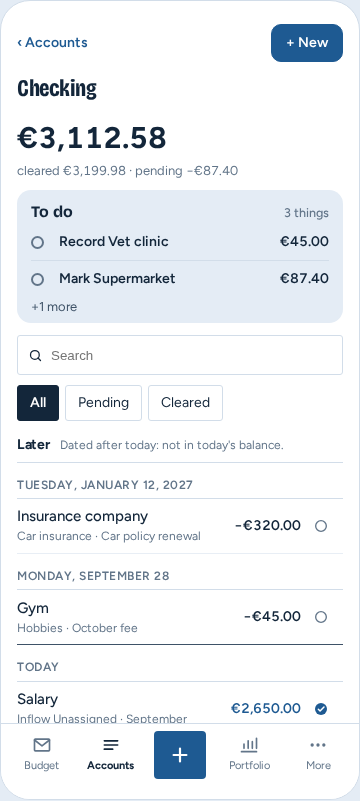 ‹ Accounts
+ New
Checking
€3,112.58
cleared €3,199.98 · pending −€87.40
To do
3 things
Record Vet clinic
€45.00
Mark Supermarket
€87.40
+1 more
Search
All
Pending
Cleared
Later Dated after today: not in today's balance.
TUESDAY, JANUARY 12, 2027
Insurance company
−€320.00
Car insurance · Car policy renewal
MONDAY, SEPTEMBER 28
Gym
−€45.00
Hobbies · October fee
TODAY
Salary
€2,650.00
Inflow Unassigned · September
Budget
Accounts
+
Portfolio
More